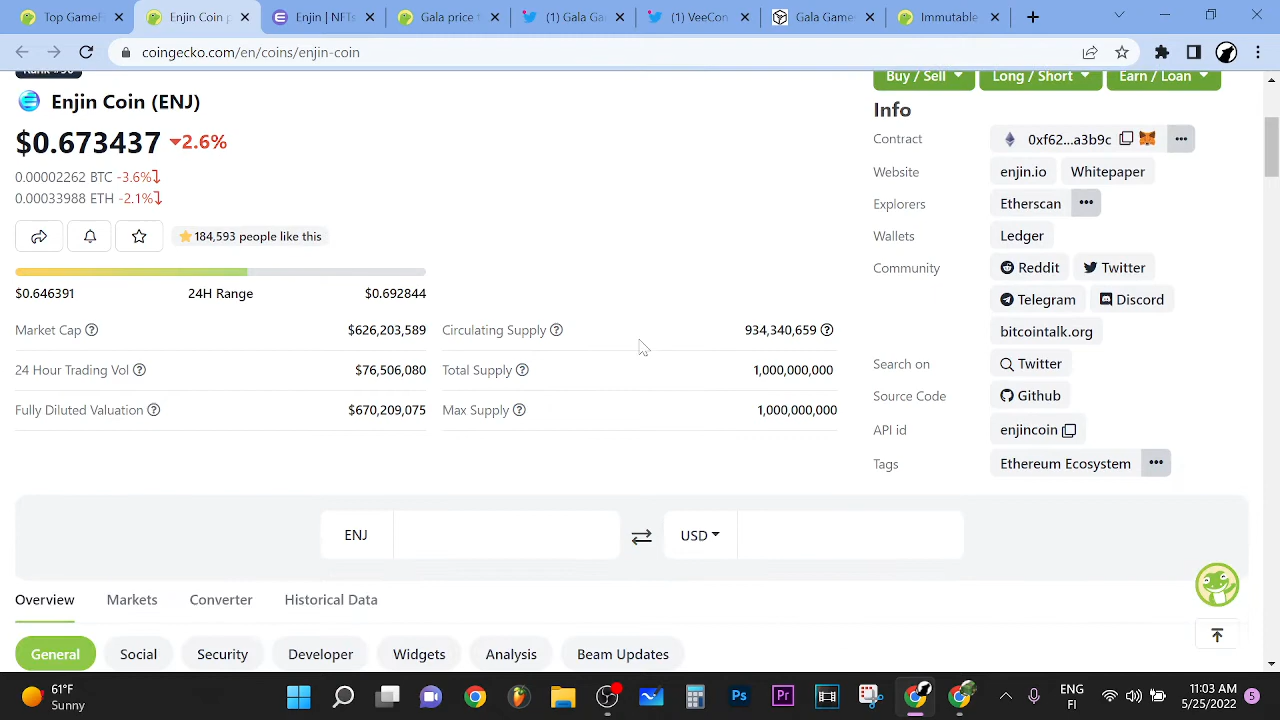 Top GameF
Enjin Coin p
Enjin | NFTs
Gala price t
(1) Gala Ga
(1) VeeCon
Gala Game
Immutable
coingecko.com/en/coins/enjin-coin
Buy / Sell
Long / Short
Earn / Loan
Enjin Coin (ENJ)
$0.673437 2.6%
0.00002262 BTC -3.6%
0.00033988 ETH -2.1%
184,593 people like this
$0.646391 24H Range $0.692844
Market Cap $626,203,589
24 Hour Trading Vol $76,506,080
Fully Diluted Valuation $670,209,075
Circulating Supply 934,340,659
Total Supply 1,000,000,000
Max Supply 1,000,000,000
Info
Contract 0xf62...a3b9c
Website enjin.io Whitepaper
Explorers Etherscan
Wallets Ledger
Community Reddit Twitter
Telegram Discord
bitcointalk.org
Search on Twitter
Source Code Github
API id enjincoin
Tags Ethereum Ecosystem
ENJ USD
Overview Markets Converter Historical Data
General Social Security Developer Widgets Analysis Beam Updates
61°F
Sunny
Ps
Pr
ENG
FI
11:03 AM
5/25/2022
5